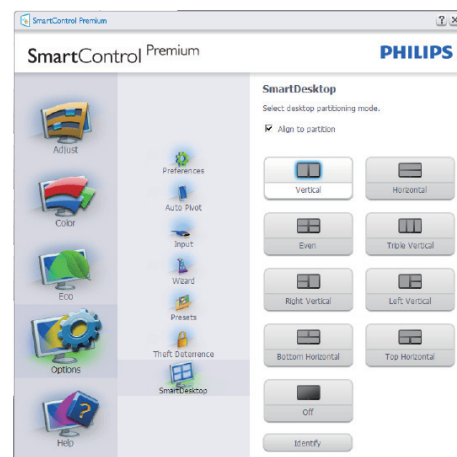 SmartControl Premium
SmartControl Premium
PHILIPS
Adjust
Color
Eco
Options
Help
Preferences
Auto Pivot
Input
Wizard
Presets
Theft Deterrence
SmartDesktop
SmartDesktop
Select desktop partitioning mode.
Align to partition
Vertical
Horizontal
Even
Triple Vertical
Right Vertical
Left Vertical
Bottom Horizontal
Top Horizontal
Off
Identify